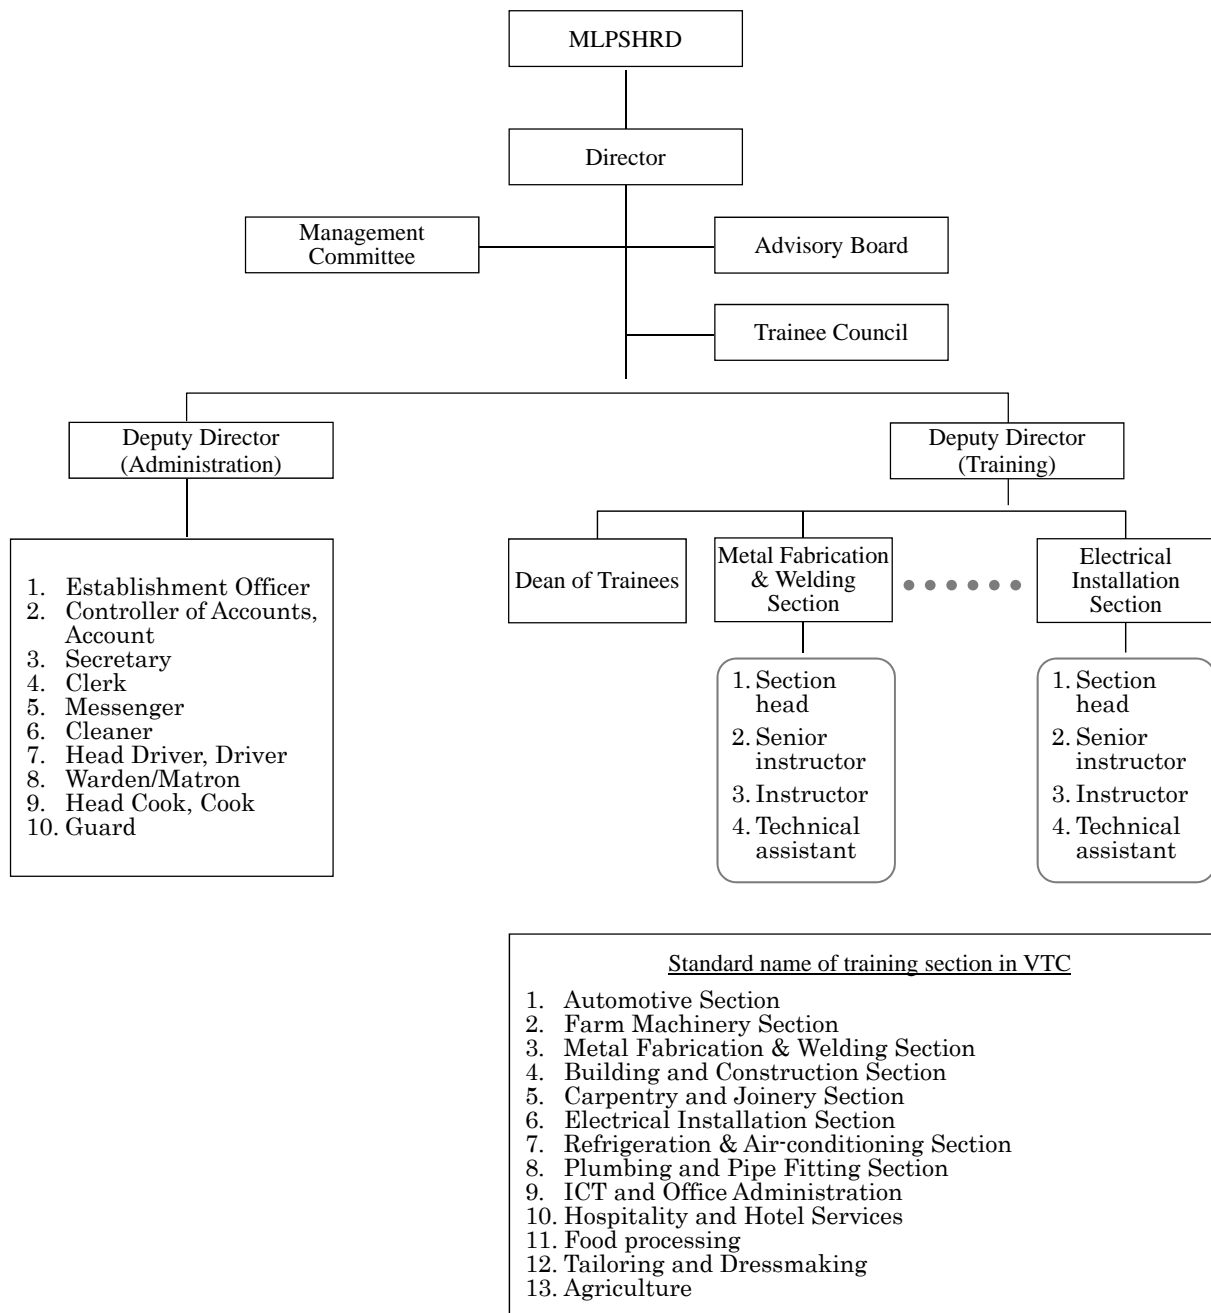 MLPSHRD
Director
Management
Committee
Advisory Board
Trainee Council
Deputy Director
(Administration)
Deputy Director
(Training)
1. Establishment Officer
2. Controller of Accounts,
Account
3. Secretary
4. Clerk
5. Messenger
6. Cleaner
7. Head Driver, Driver
8. Warden/Matron
9. Head Cook, Cook
10. Guard
Dean of Trainees
Metal Fabrication
& Welding
Section
Electrical
Installation
Section
1. Section
head
2. Senior
instructor
3. Instructor
4. Technical
assistant
1. Section
head
2. Senior
instructor
3. Instructor
4. Technical
assistant
Standard name of training section in VTC
1. Automotive Section
2. Farm Machinery Section
3. Metal Fabrication & Welding Section
4. Building and Construction Section
5. Carpentry and Joinery Section
6. Electrical Installation Section
7. Refrigeration & Air-conditioning Section
8. Plumbing and Pipe Fitting Section
9. ICT and Office Administration
10. Hospitality and Hotel Services
11. Food processing
12. Tailoring and Dressmaking
13. Agriculture